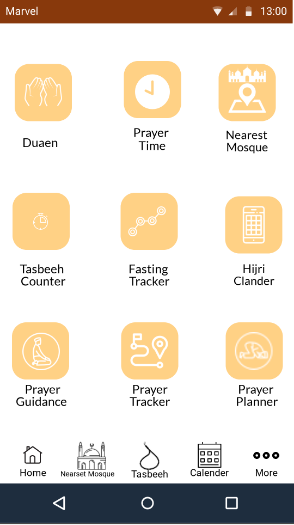 Marvel 13:00
Duaen
Prayer
Time
Nearest
Mosque
Tasbeeh
Counter
Fasting
Tracker
Hijri
Clander
Prayer
Guidance
Prayer
Tracker
Prayer
Planner
Home Nearset Mosque Tasbeeh Calender More